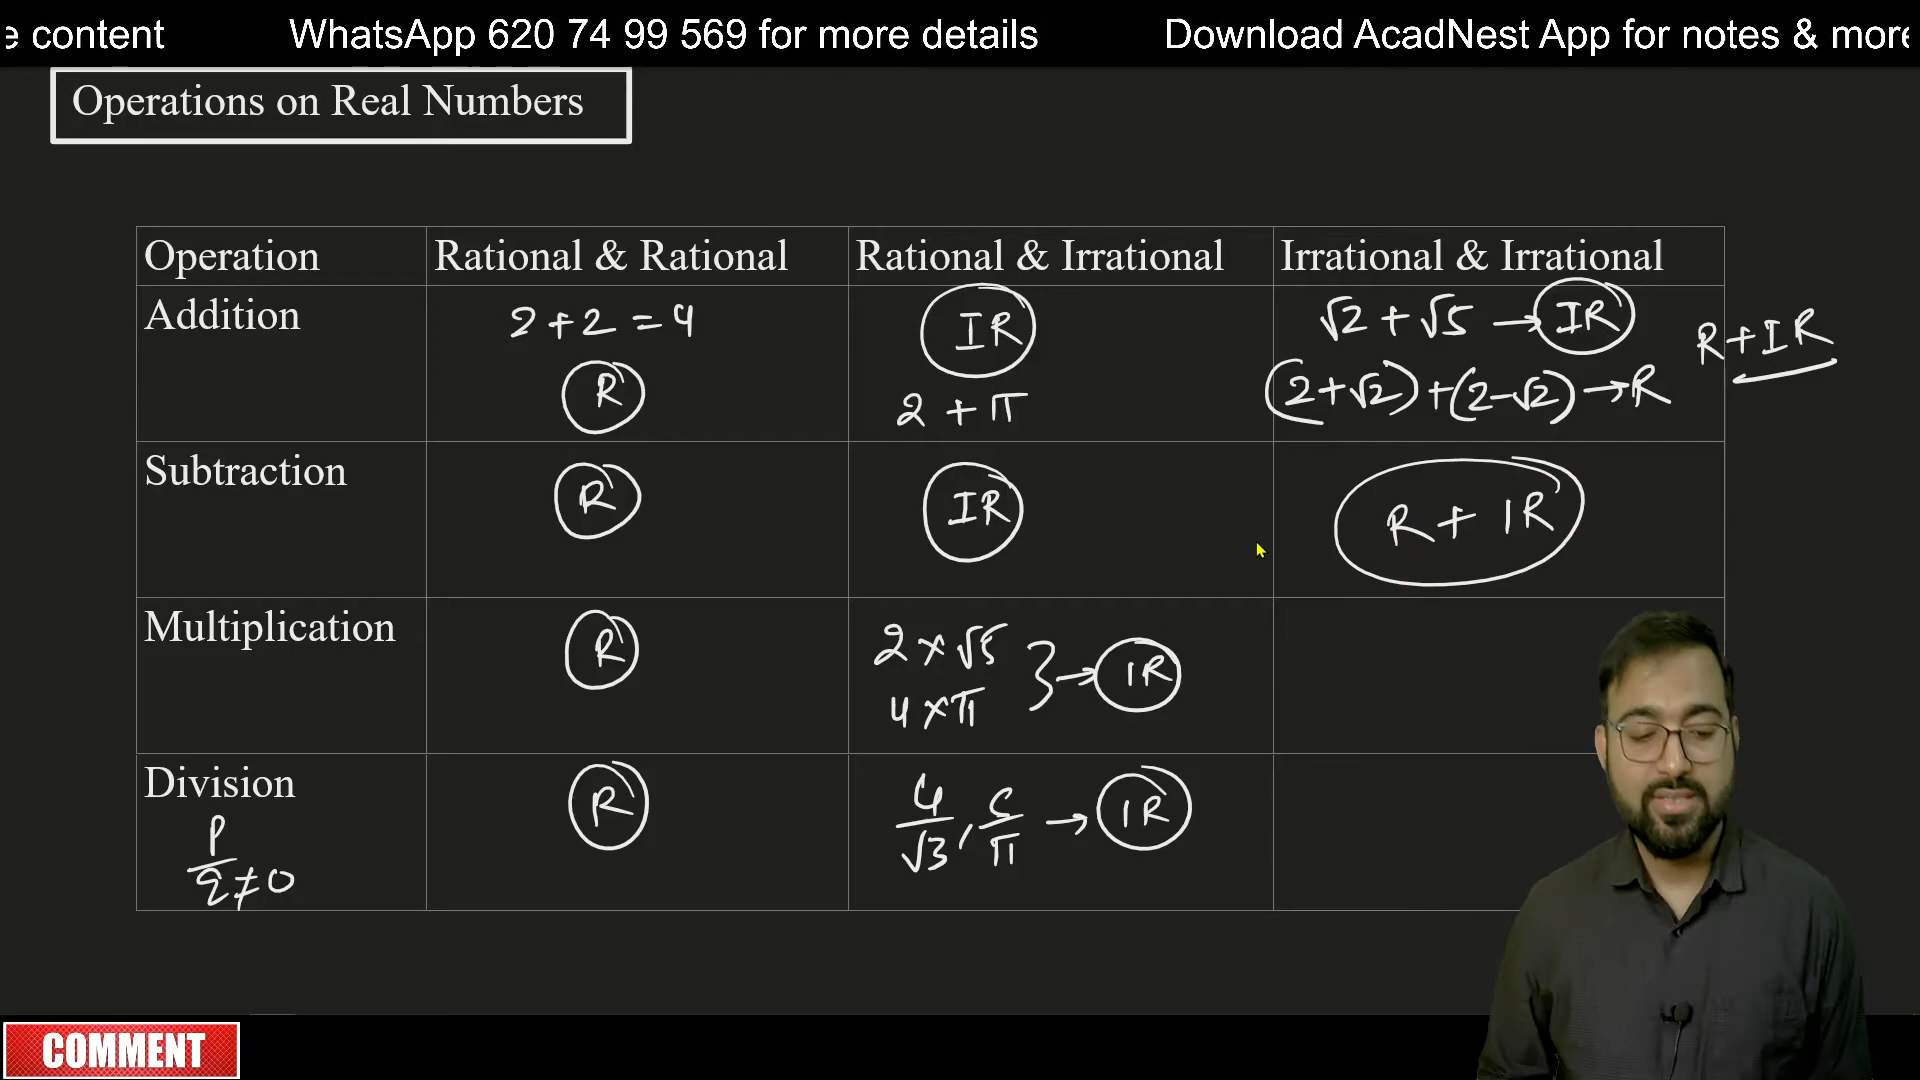 e content WhatsApp 620 74 99 569 for more details Download AcadNest App for notes & more
Operations on Real Numbers
Operation Rational & Rational Rational & Irrational Irrational & Irrational
Addition 2+2=4 IR √2 + √5 → IR
R + IR
R 2 + π (2+√2) + (2-√2) → R
Subtraction R IR R + IR
Multiplication R 2 × √5
4 × π } → IR
Division R 4/√3 , 5/π → IR
p/q≠0
COMMENT